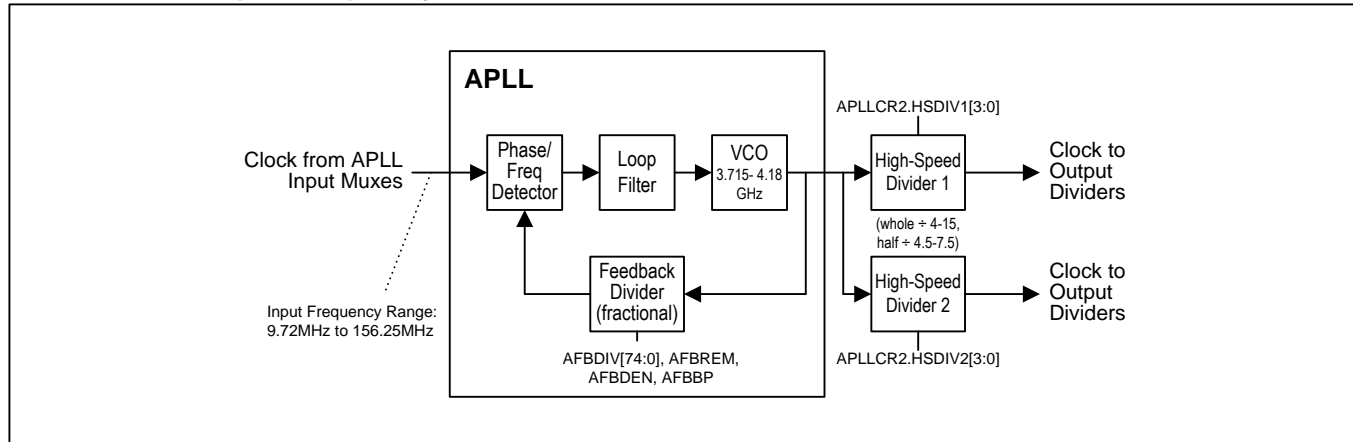 APLL
Clock from APLL
Input Muxes
Input Frequency Range:
9.72MHz to 156.25MHz
Phase/
Freq
Detector
Loop
Filter
VCO
3.715- 4.18
GHz
Feedback
Divider
(fractional)
AFBDIV[74:0], AFBREM,
AFBDEN, AFBBP
APLLCR2.HSDIV1[3:0]
High-Speed
Divider 1
(whole ÷ 4-15,
half ÷ 4.5-7.5)
Clock to
Output
Dividers
High-Speed
Divider 2
APLLCR2.HSDIV2[3:0]
Clock to
Output
Dividers